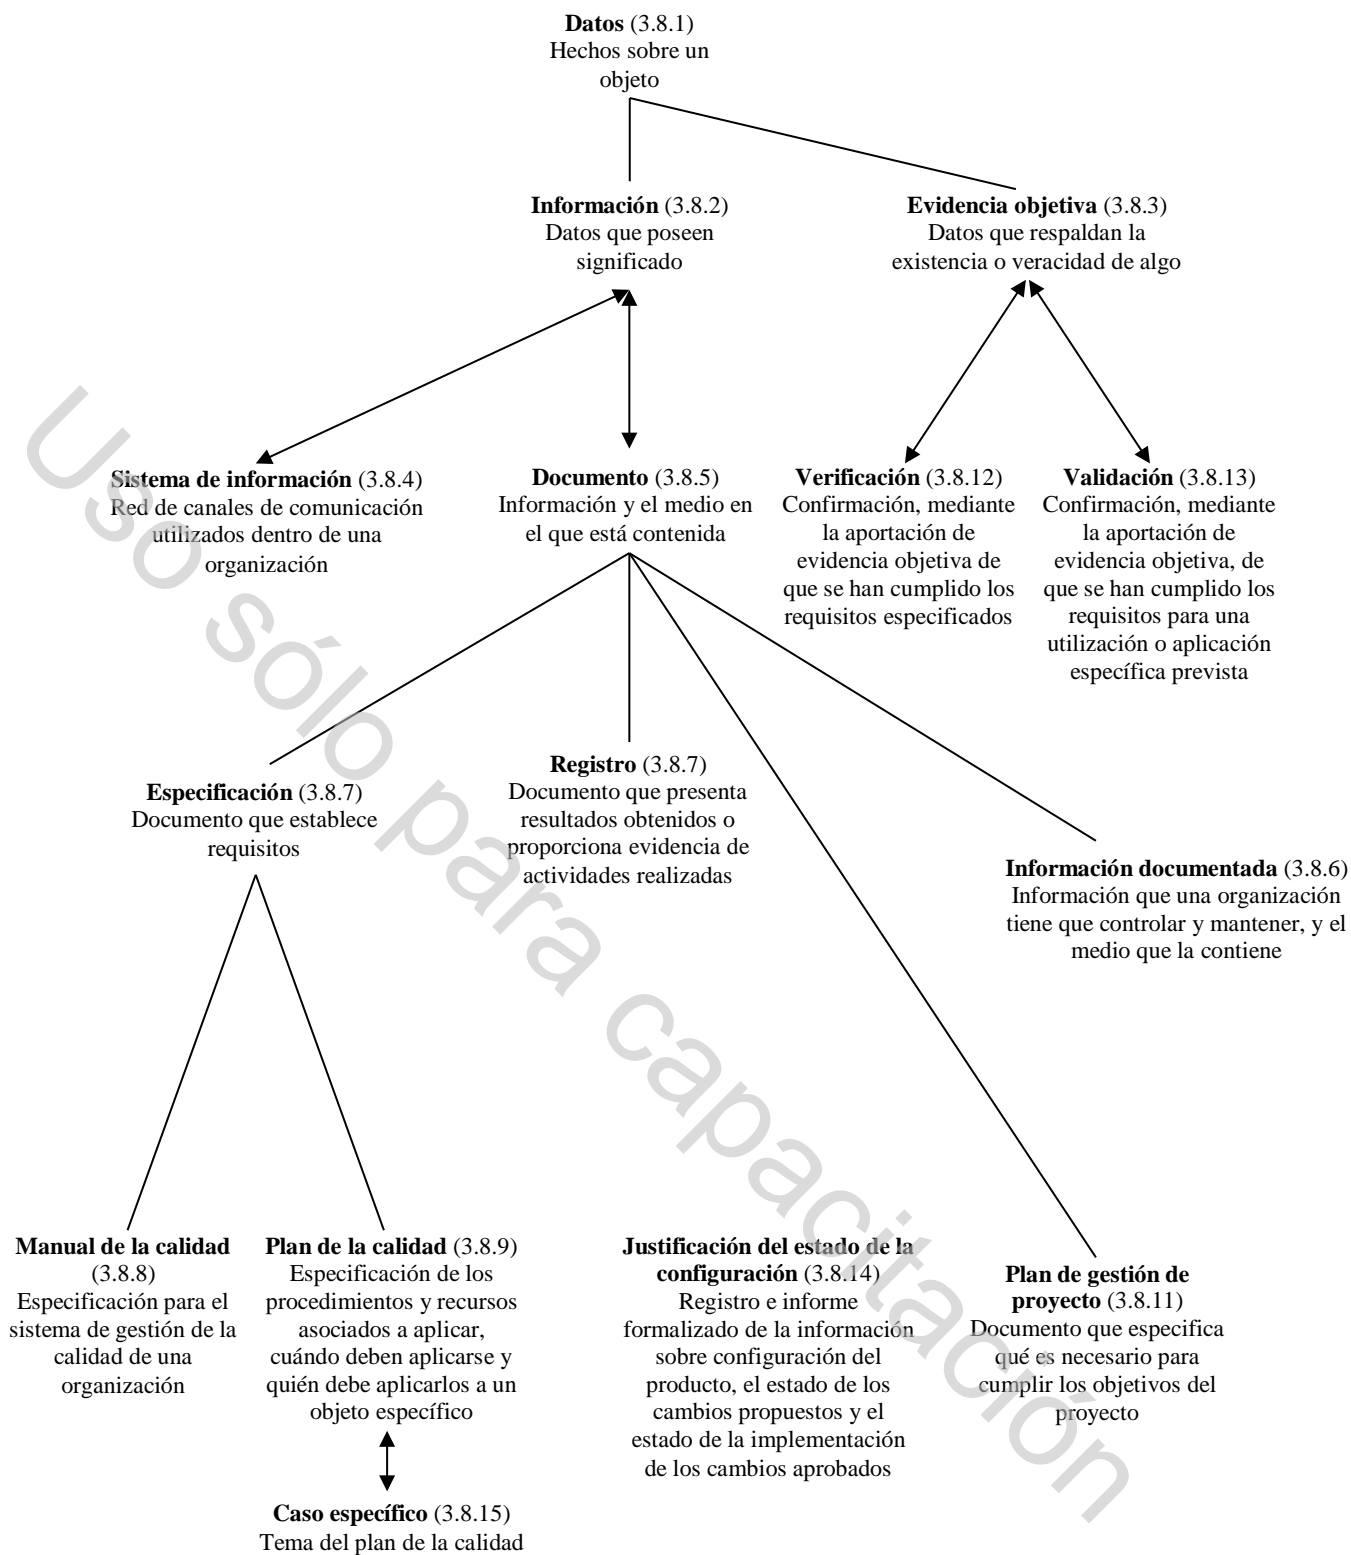 Datos (3.8.1)
Hechos sobre un
objeto
Información (3.8.2)
Datos que poseen
significado
Evidencia objetiva (3.8.3)
Datos que respaldan la
existencia o veracidad de algo
Sistema de información (3.8.4)
Red de canales de comunicación
utilizados dentro de una
organización
Documento (3.8.5)
Información y el medio en
el que está contenida
Verificación (3.8.12)
Confirmación, mediante
la aportación de
evidencia objetiva de
que se han cumplido los
requisitos especificados
Validación (3.8.13)
Confirmación, mediante
la aportación de
evidencia objetiva, de
que se han cumplido los
requisitos para una
utilización o aplicación
específica prevista
Especificación (3.8.7)
Documento que establece
requisitos
Registro (3.8.7)
Documento que presenta
resultados obtenidos o
proporciona evidencia de
actividades realizadas
Información documentada (3.8.6)
Información que una organización
tiene que controlar y mantener, y el
medio que la contiene
Manual de la calidad
(3.8.8)
Especificación para el
sistema de gestión de la
calidad de una
organización
Plan de la calidad (3.8.9)
Especificación de los
procedimientos y recursos
asociados a aplicar,
cuándo deben aplicarse y
quién debe aplicarlos a un
objeto específico
Justificación del estado de la
configuración (3.8.14)
Registro e informe
formalizado de la información
sobre configuración del
producto, el estado de los
cambios propuestos y el
estado de la implementación
de los cambios aprobados
Plan de gestión de
proyecto (3.8.11)
Documento que especifica
qué es necesario para
cumplir los objetivos del
proyecto
Caso específico (3.8.15)
Tema del plan de la calidad
Uso sólo para capacitación